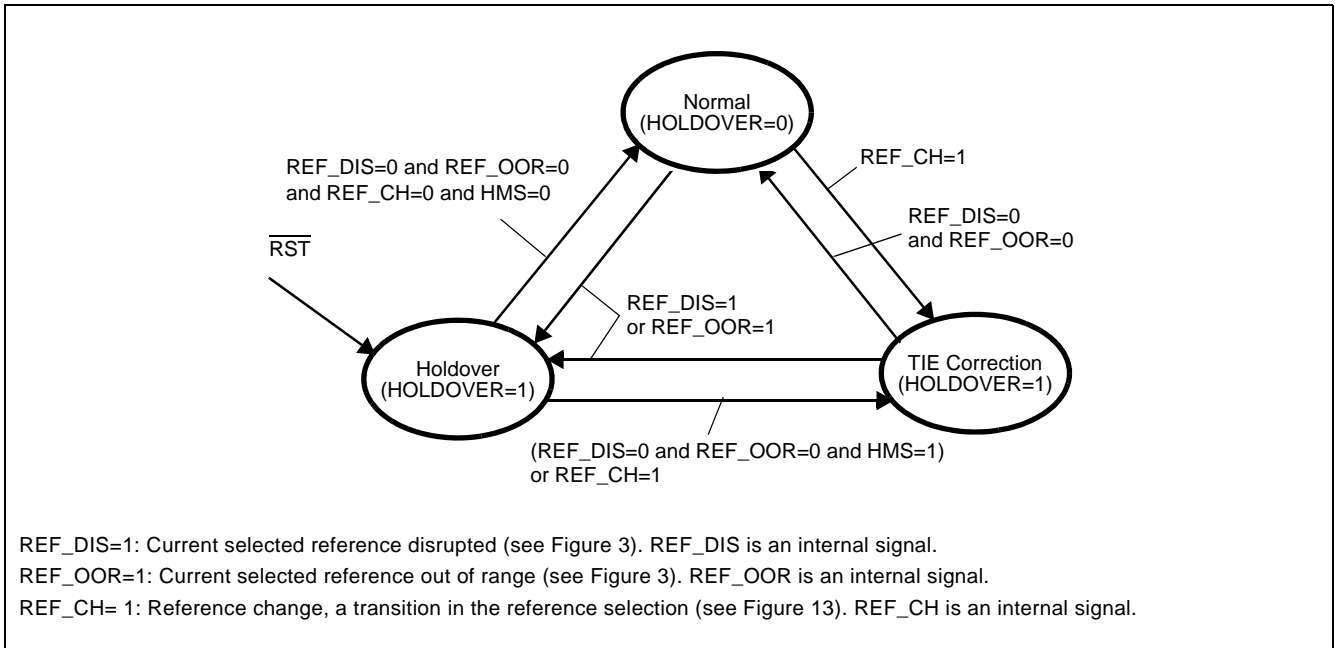 Normal
(HOLDOVER=0)
REF_CH=1
REF_DIS=0 and REF_OOR=0
and REF_CH=0 and HMS=0
REF_DIS=0
and REF_OOR=0
RST
REF_DIS=1
or REF_OOR=1
Holdover
(HOLDOVER=1)
TIE Correction
(HOLDOVER=1)
(REF_DIS=0 and REF_OOR=0 and HMS=1)
or REF_CH=1
REF_DIS=1: Current selected reference disrupted (see Figure 3). REF_DIS is an internal signal.
REF_OOR=1: Current selected reference out of range (see Figure 3). REF_OOR is an internal signal.
REF_CH= 1: Reference change, a transition in the reference selection (see Figure 13). REF_CH is an internal signal.